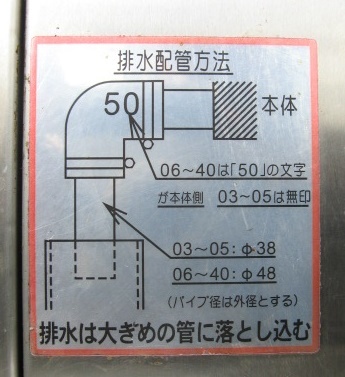 排水配管方法
50
本体
06~40は「50」の文字
が本体側 03~05は無印
03~05:φ38
06~40:φ48
(パイプ径は外径とする)
排水は大きめの管に落とし込む